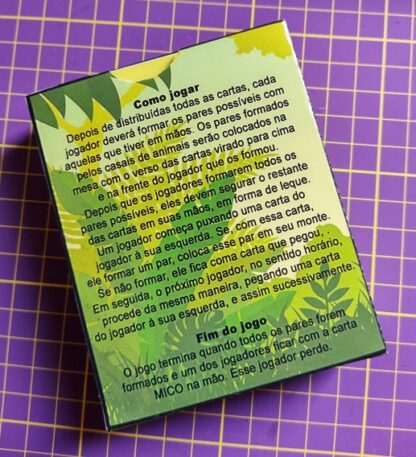 Como jogar
Depois de distribuídas todas as cartas, cada
jogador deverá formar os pares possíveis com
aquelas que tiver em mãos. Os pares formados
pelos casais de animais serão colocados na
mesa com o verso das cartas virado para cima
e na frente do jogador que os formou.
Depois que os jogadores formarem todos os
pares possíveis, eles devem segurar o restante
das cartas em suas mãos, em forma de leque.
Um jogador começa puxando uma carta do
jogador à sua esquerda. Se, com essa carta,
ele formar um par, coloca esse par em seu monte.
Se não formar, ele fica coma carta que pegou.
Em seguida, o próximo jogador, no sentido horário,
procede da mesma maneira, pegando uma carta
do jogador à sua esquerda, e assim sucessivamente.
Fim do jogo
O jogo termina quando todos os pares forem
formados e um dos jogadores ficar com a carta
MICO na mão. Esse jogador perde.